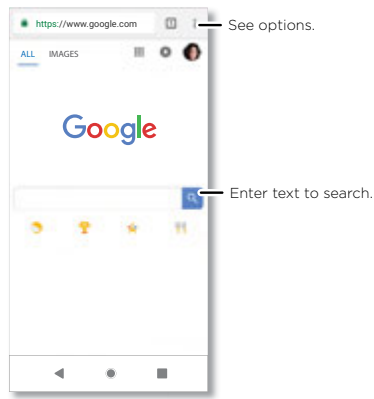 https://www.google.com
See options.
ALL IMAGES
Google
Enter text to search.